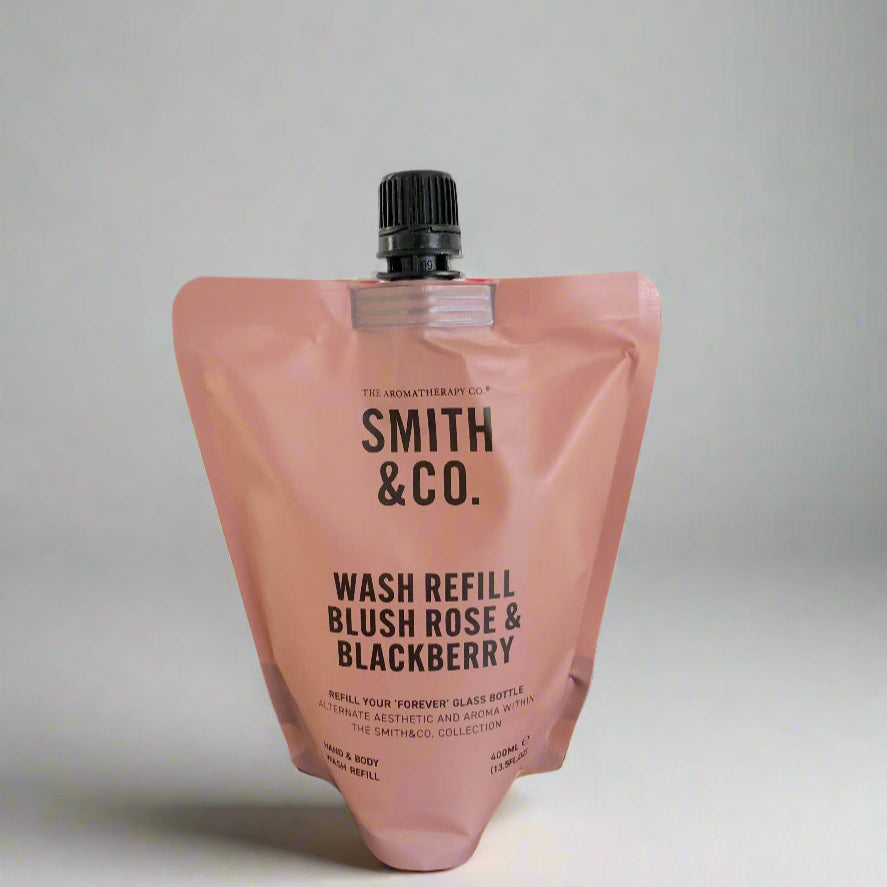 THE AROMATHERAPY CO.®
SMITH
&CO.
WASH REFILL
BLUSH ROSE &
BLACKBERRY
REFILL YOUR 'FOREVER' GLASS BOTTLE
ALTERNATE AESTHETIC AND AROMA WITHIN
THE SMITH&CO. COLLECTION
HAND & BODY
WASH REFILL
400ML ℮
(13.5FL.OZ)